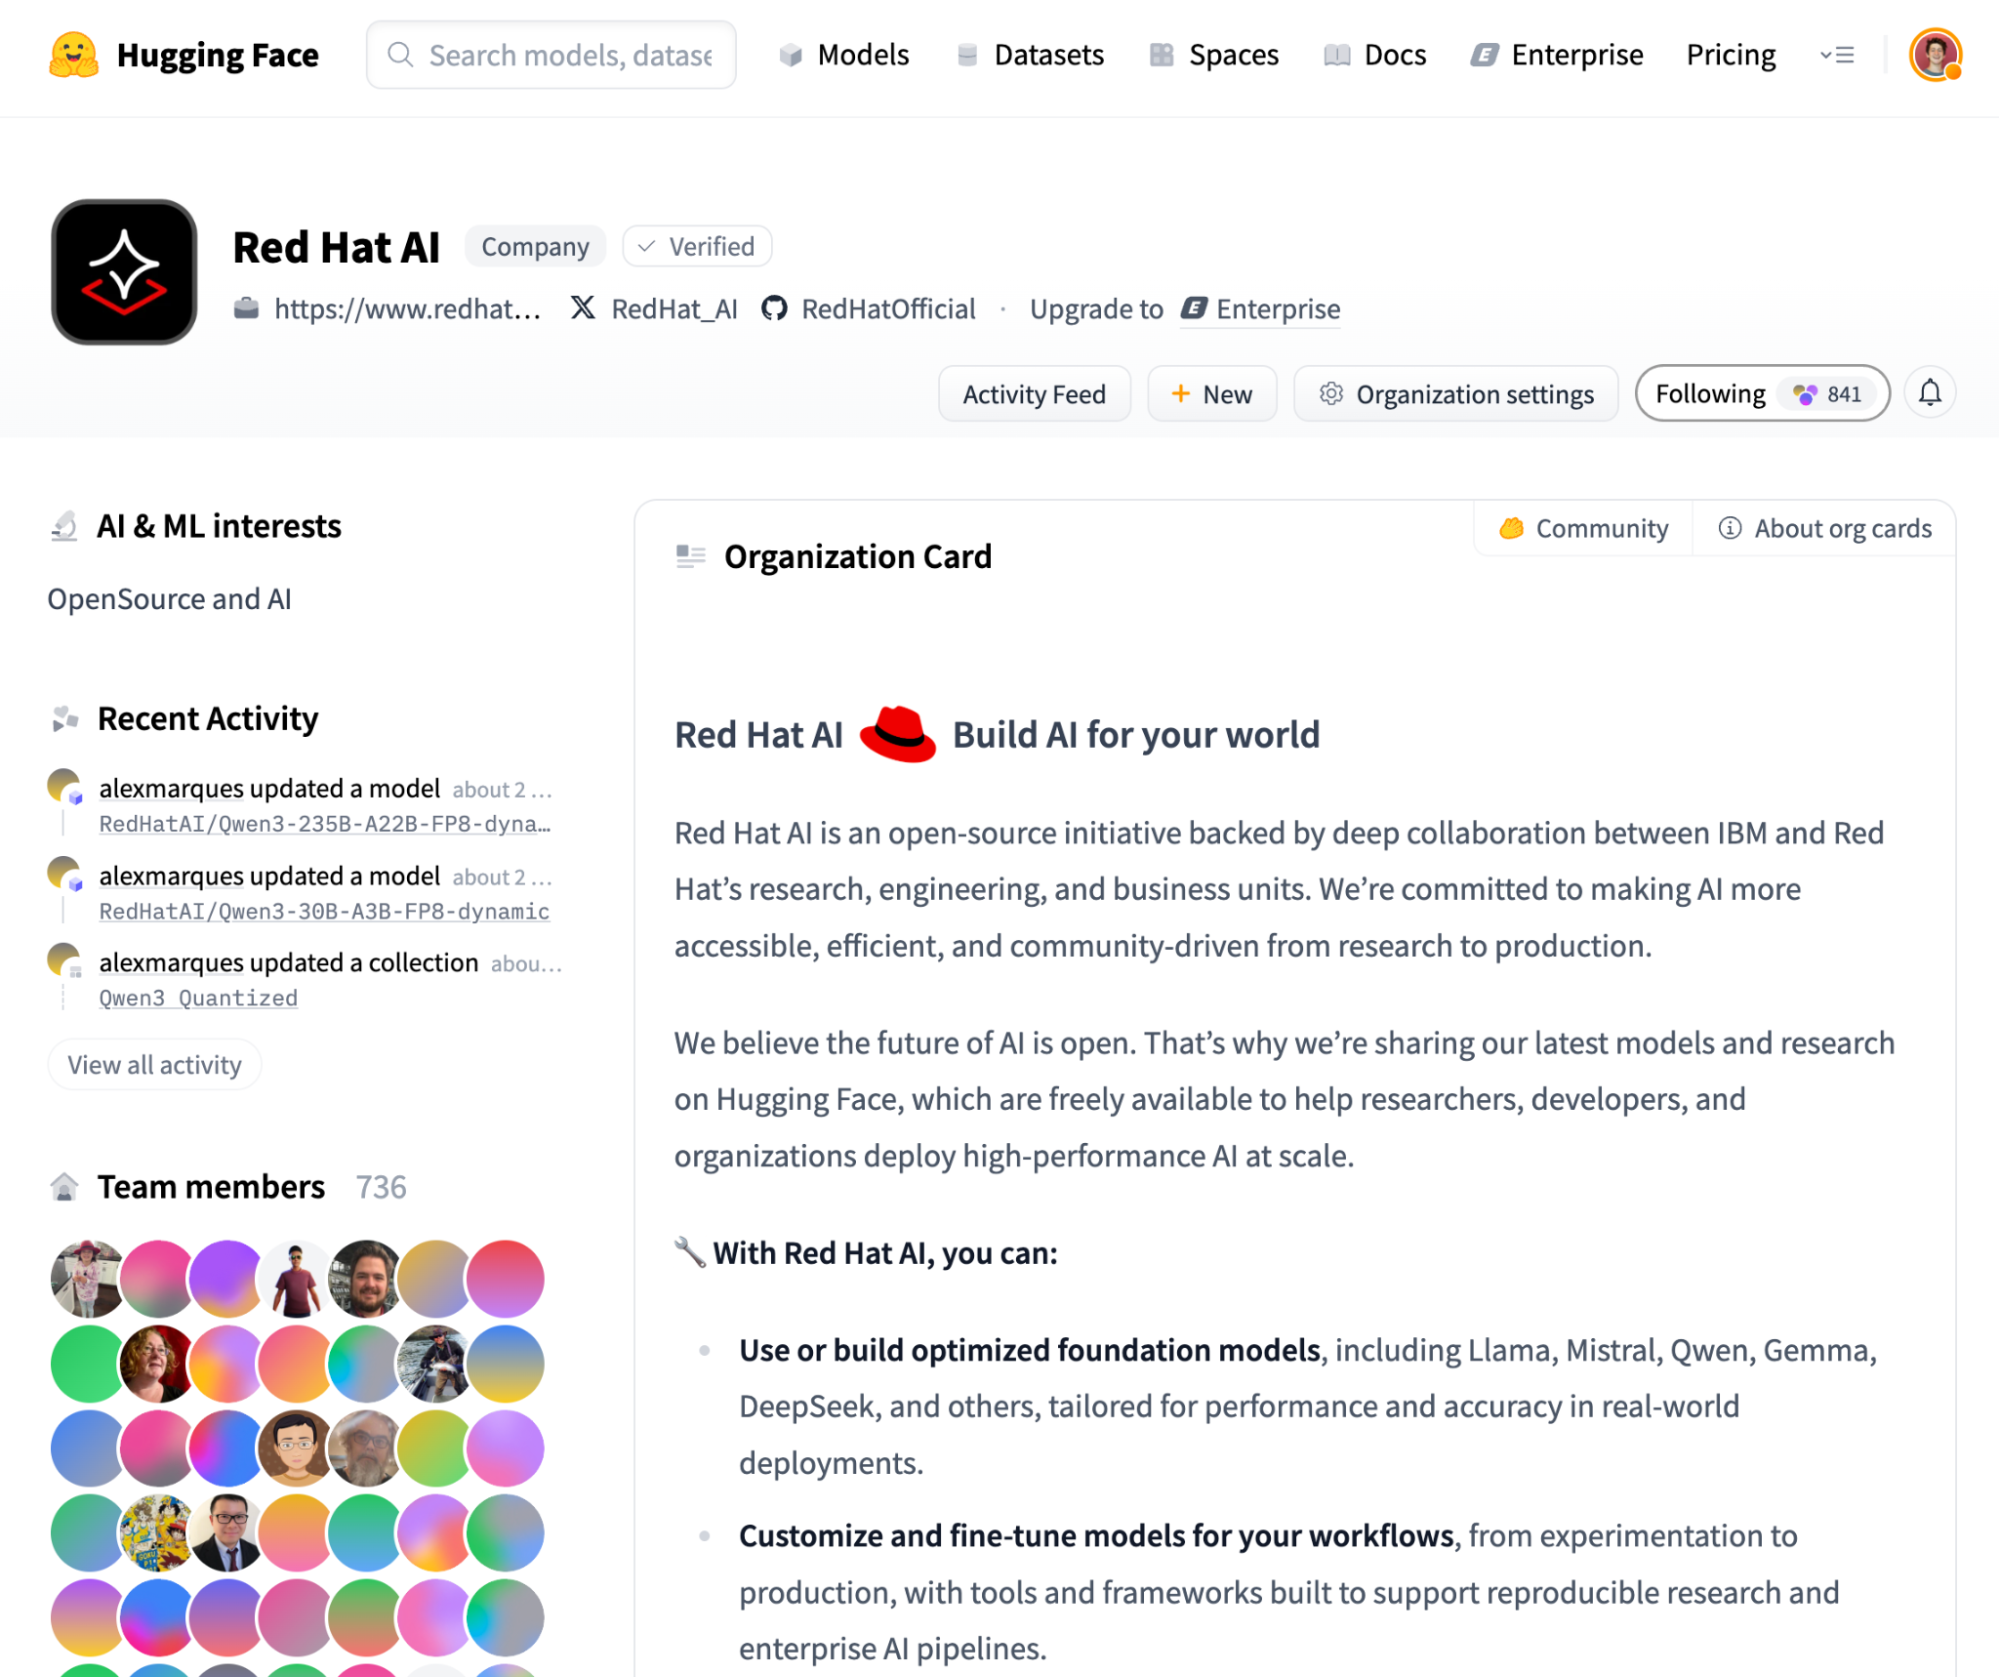 Hugging Face
Search models, datase
Models
Datasets
Spaces
Docs
Enterprise
Pricing
Red Hat AI
Company
Verified
https://www.redhat...
RedHat_AI
RedHatOfficial
·
Upgrade to
Enterprise
Activity Feed
+ New
Organization settings
Following
841
AI & ML interests
OpenSource and AI
Recent Activity
alexmarques updated a model about 2 ...
RedHatAI/Qwen3-235B-A22B-FP8-dyna…
alexmarques updated a model about 2 ...
RedHatAI/Qwen3-30B-A3B-FP8-dynamic
alexmarques updated a collection abou...
Qwen3 Quantized
View all activity
Team members 736
Organization Card
Community
About org cards
Red Hat AI Build AI for your world
Red Hat AI is an open-source initiative backed by deep collaboration between IBM and Red
Hat’s research, engineering, and business units. We’re committed to making AI more
accessible, efficient, and community-driven from research to production.
We believe the future of AI is open. That’s why we’re sharing our latest models and research
on Hugging Face, which are freely available to help researchers, developers, and
organizations deploy high-performance AI at scale.
With Red Hat AI, you can:
Use or build optimized foundation models, including Llama, Mistral, Qwen, Gemma,
DeepSeek, and others, tailored for performance and accuracy in real-world
deployments.
Customize and fine-tune models for your workflows, from experimentation to
production, with tools and frameworks built to support reproducible research and
enterprise AI pipelines.